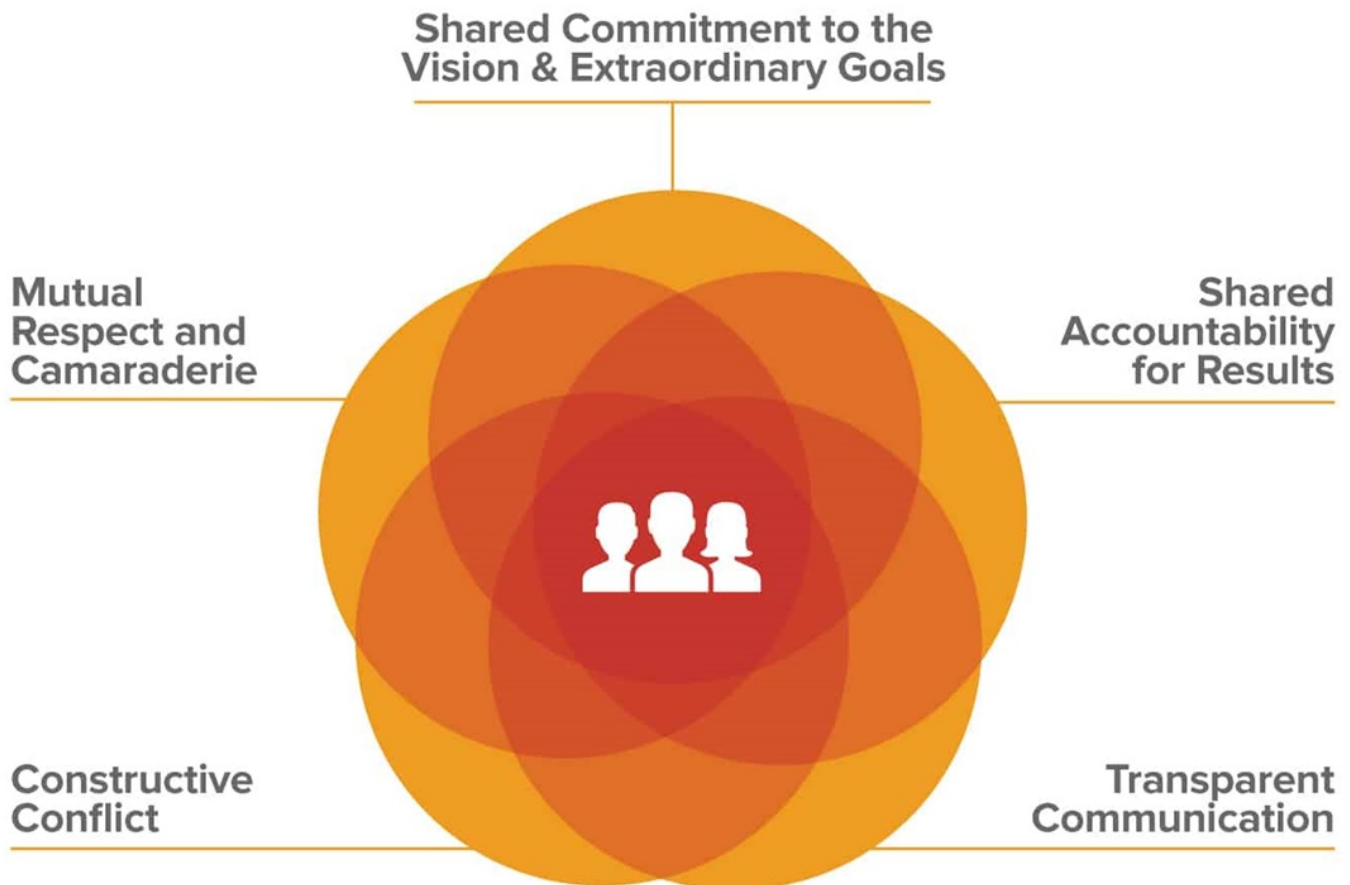 Shared Commitment to the
Vision & Extraordinary Goals
Mutual
Respect and
Camaraderie
Shared
Accountability
for Results
Constructive
Conflict
Transparent
Communication